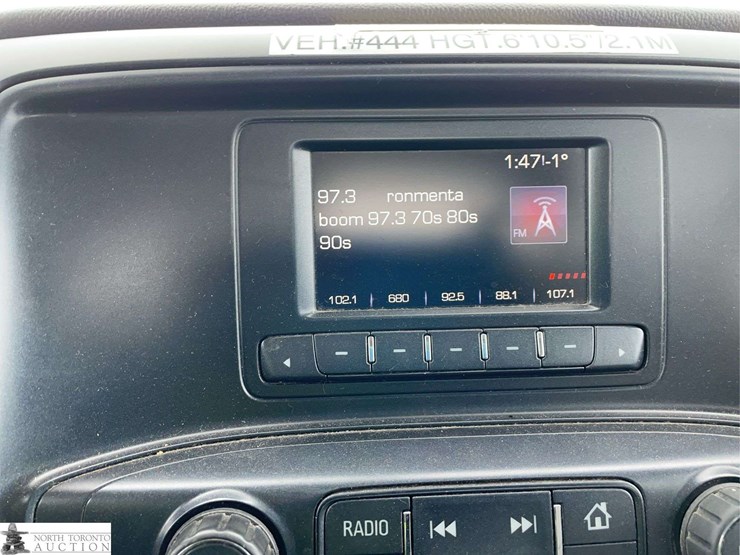 VEH.#444 HGT.6'10.5"/2.1M
1:47 -1°
97.3 ronmenta
boom 97.3 70s 80s
90s
FM
102.1 680 92.5 88.1 107.1
RADIO
NORTH TORONTO
AUCTION